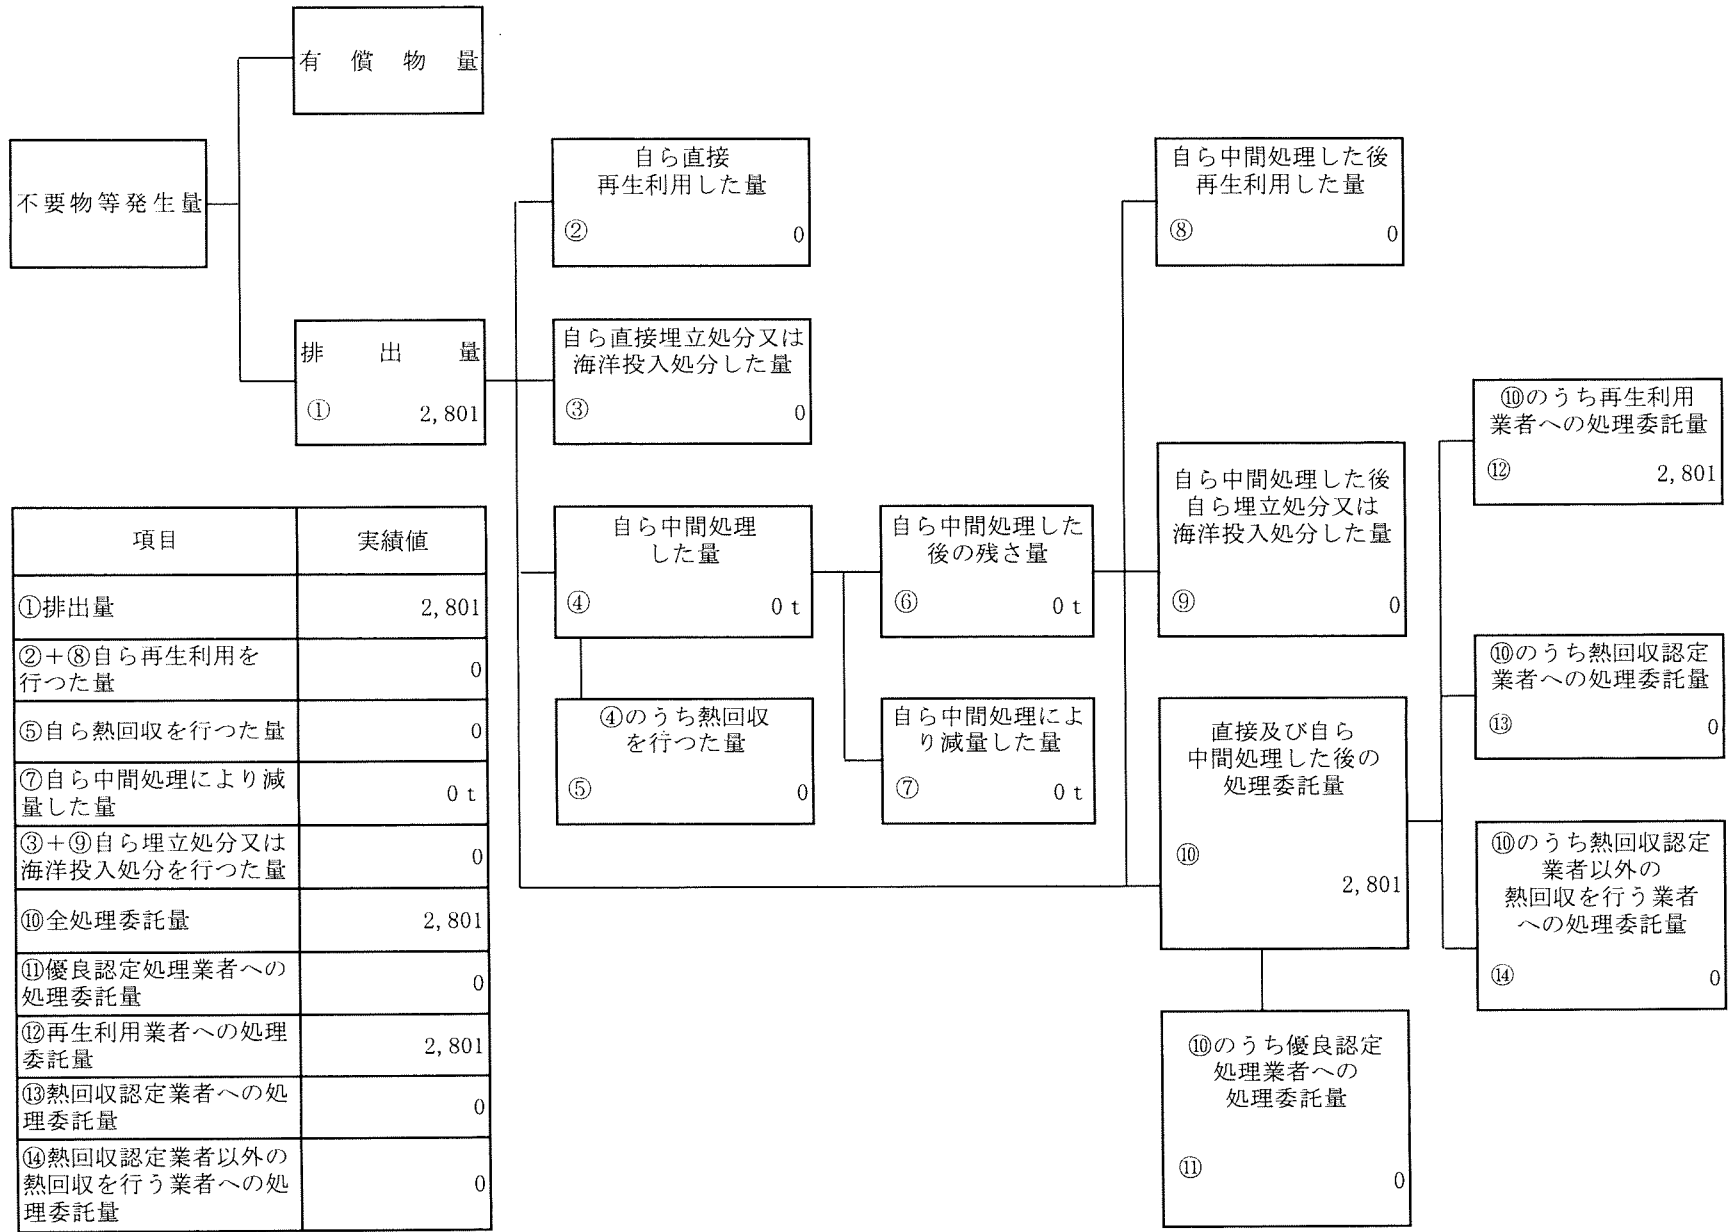 有償物量
不要物等発生量
排出量
① 2,801
自ら直接
再生利用した量
② 0
自ら直接埋立処分又は
海洋投入処分した量
③ 0
自ら中間処理
した量
④ 0 t
④のうち熱回収
を行つた量
⑤ 0
自ら中間処理した
後の残さ量
⑥ 0 t
自ら中間処理によ
り減量した量
⑦ 0 t
自ら中間処理した後
再生利用した量
⑧ 0
自ら中間処理した後
自ら埋立処分又は
海洋投入処分した量
⑨ 0
直接及び自ら
中間処理した後の
処理委託量
⑩
2,801
⑩のうち優良認定
処理業者への
処理委託量
⑪ 0
⑩のうち再生利用
業者への処理委託量
⑫ 2,801
⑩のうち熱回収認定
業者への処理委託量
⑬ 0
⑩のうち熱回収認定
業者以外の
熱回収を行う業者
への処理委託量
⑭ 0
項目 実績値
①排出量 2,801
②+⑧自ら再生利用を
行つた量 0
⑤自ら熱回収を行つた量 0
⑦自ら中間処理により減
量した量 0 t
③+⑨自ら埋立処分又は
海洋投入処分を行つた量 0
⑩全処理委託量 2,801
⑪優良認定処理業者への
処理委託量 0
⑫再生利用業者への処理
委託量 2,801
⑬熱回収認定業者への処
理委託量 0
⑭熱回収認定業者以外の
熱回収を行う業者への処
理委託量 0